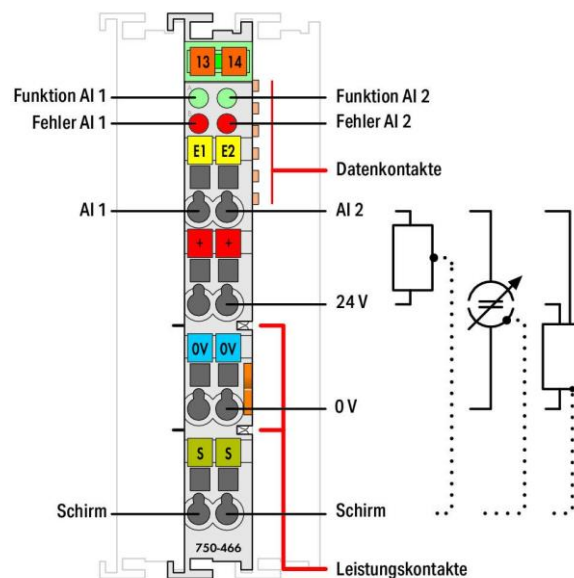 13 14
Funktion AI 1
Funktion AI 2
Fehler AI 1
Fehler AI 2
E1 E2
Datenkontakte
AI 1
AI 2
+ +
24 V
0V 0V
0 V
S S
Schirm
Schirm
750-466
Leistungskontakte